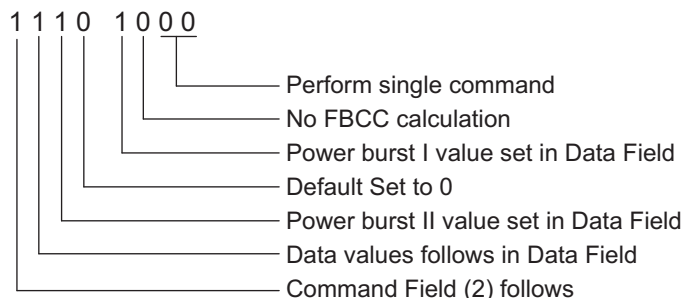 1 1 1 0 1 0 0 0
Perform single command
No FBCC calculation
Power burst I value set in Data Field
Default Set to 0
Power burst II value set in Data Field
Data values follows in Data Field
Command Field (2) follows